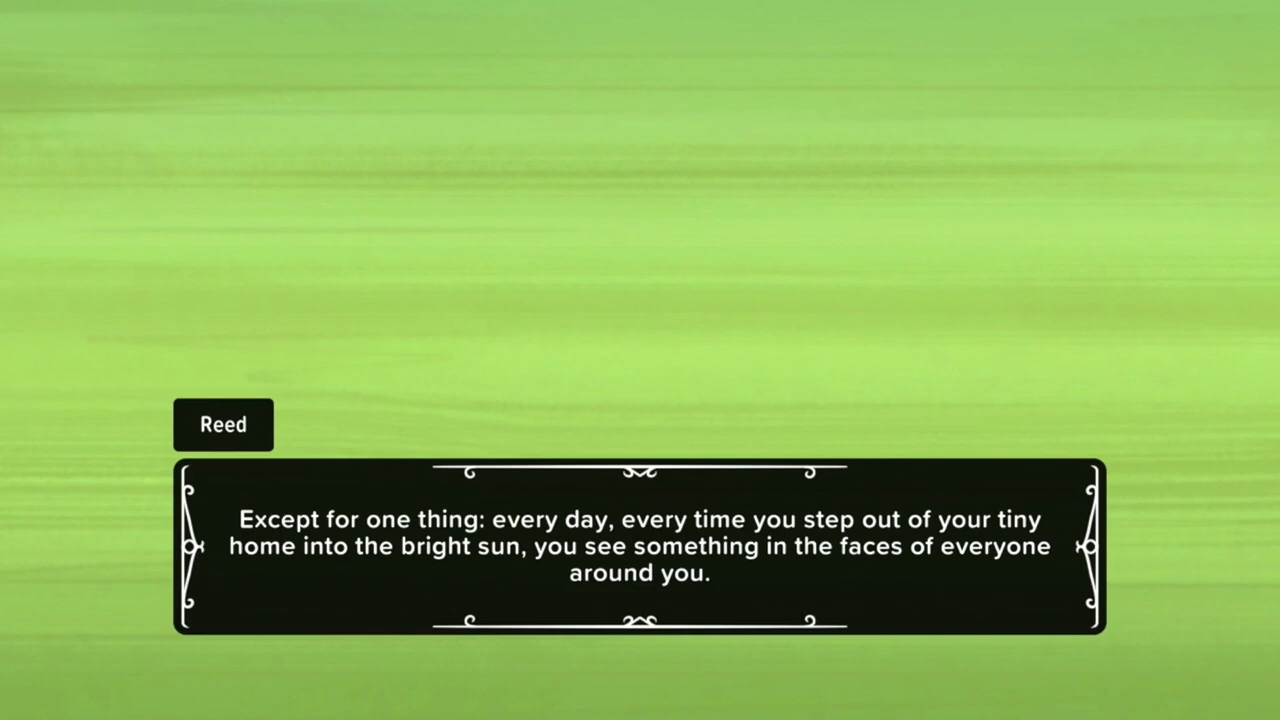 Reed
Except for one thing: every day, every time you step out of your tiny
home into the bright sun, you see something in the faces of everyone
around you.